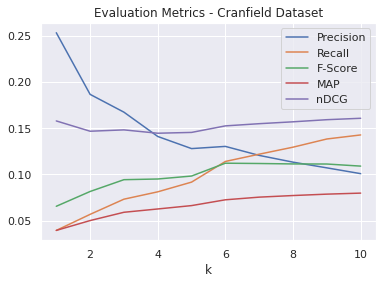 Evaluation Metrics - Cranfield Dataset
0.25
0.20
0.15
0.10
0.05
Precision
Recall
F-Score
MAP
nDCG
2 4 6 8 10
k